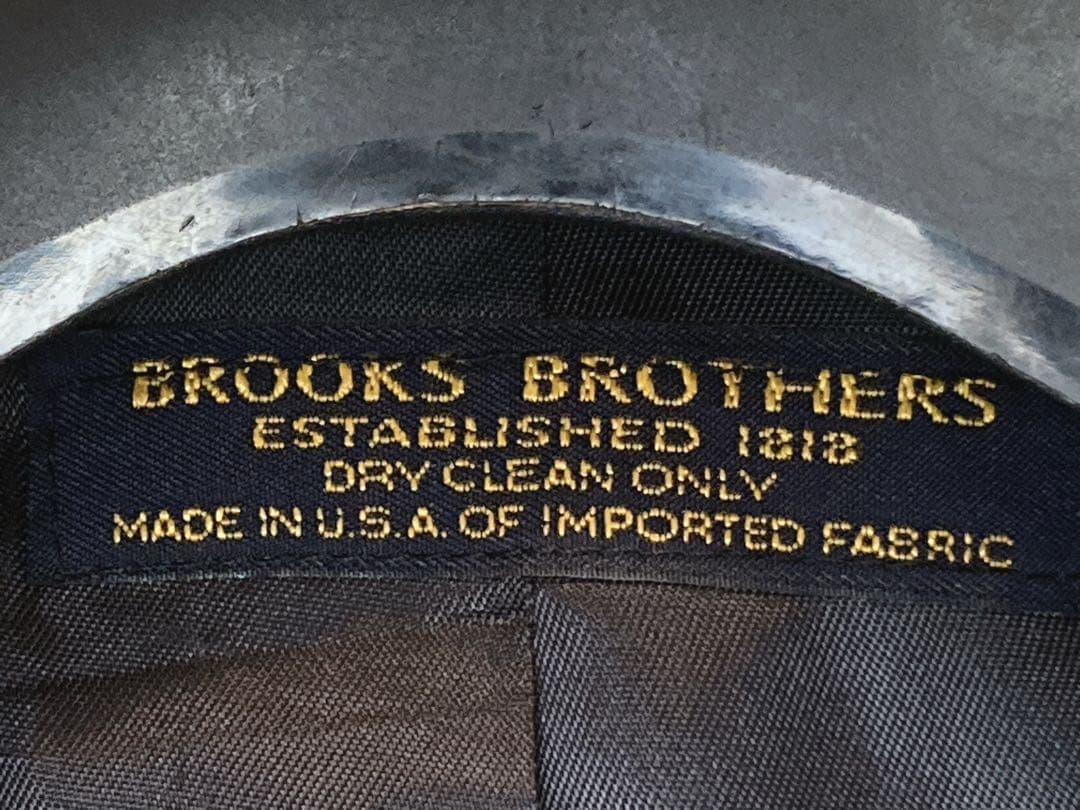 BROOKS BROTHERS
ESTABLISHED 1818
DRY CLEAN ONLY
MADE IN U.S.A. OF IMPORTED FABRIC